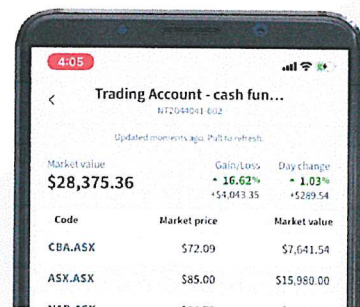 4:05
Trading Account - cash fun...
NT2044041-002
Updated moments ago. Pull to refresh.
Market value Gain/Loss Day change
$28,375.36 16.62% 1.03%
+$4,043.35 +$289.54
Code Market price Market value
CBA.ASX $72.09 $7,641.54
ASX.ASX $85.00 $15,980.00